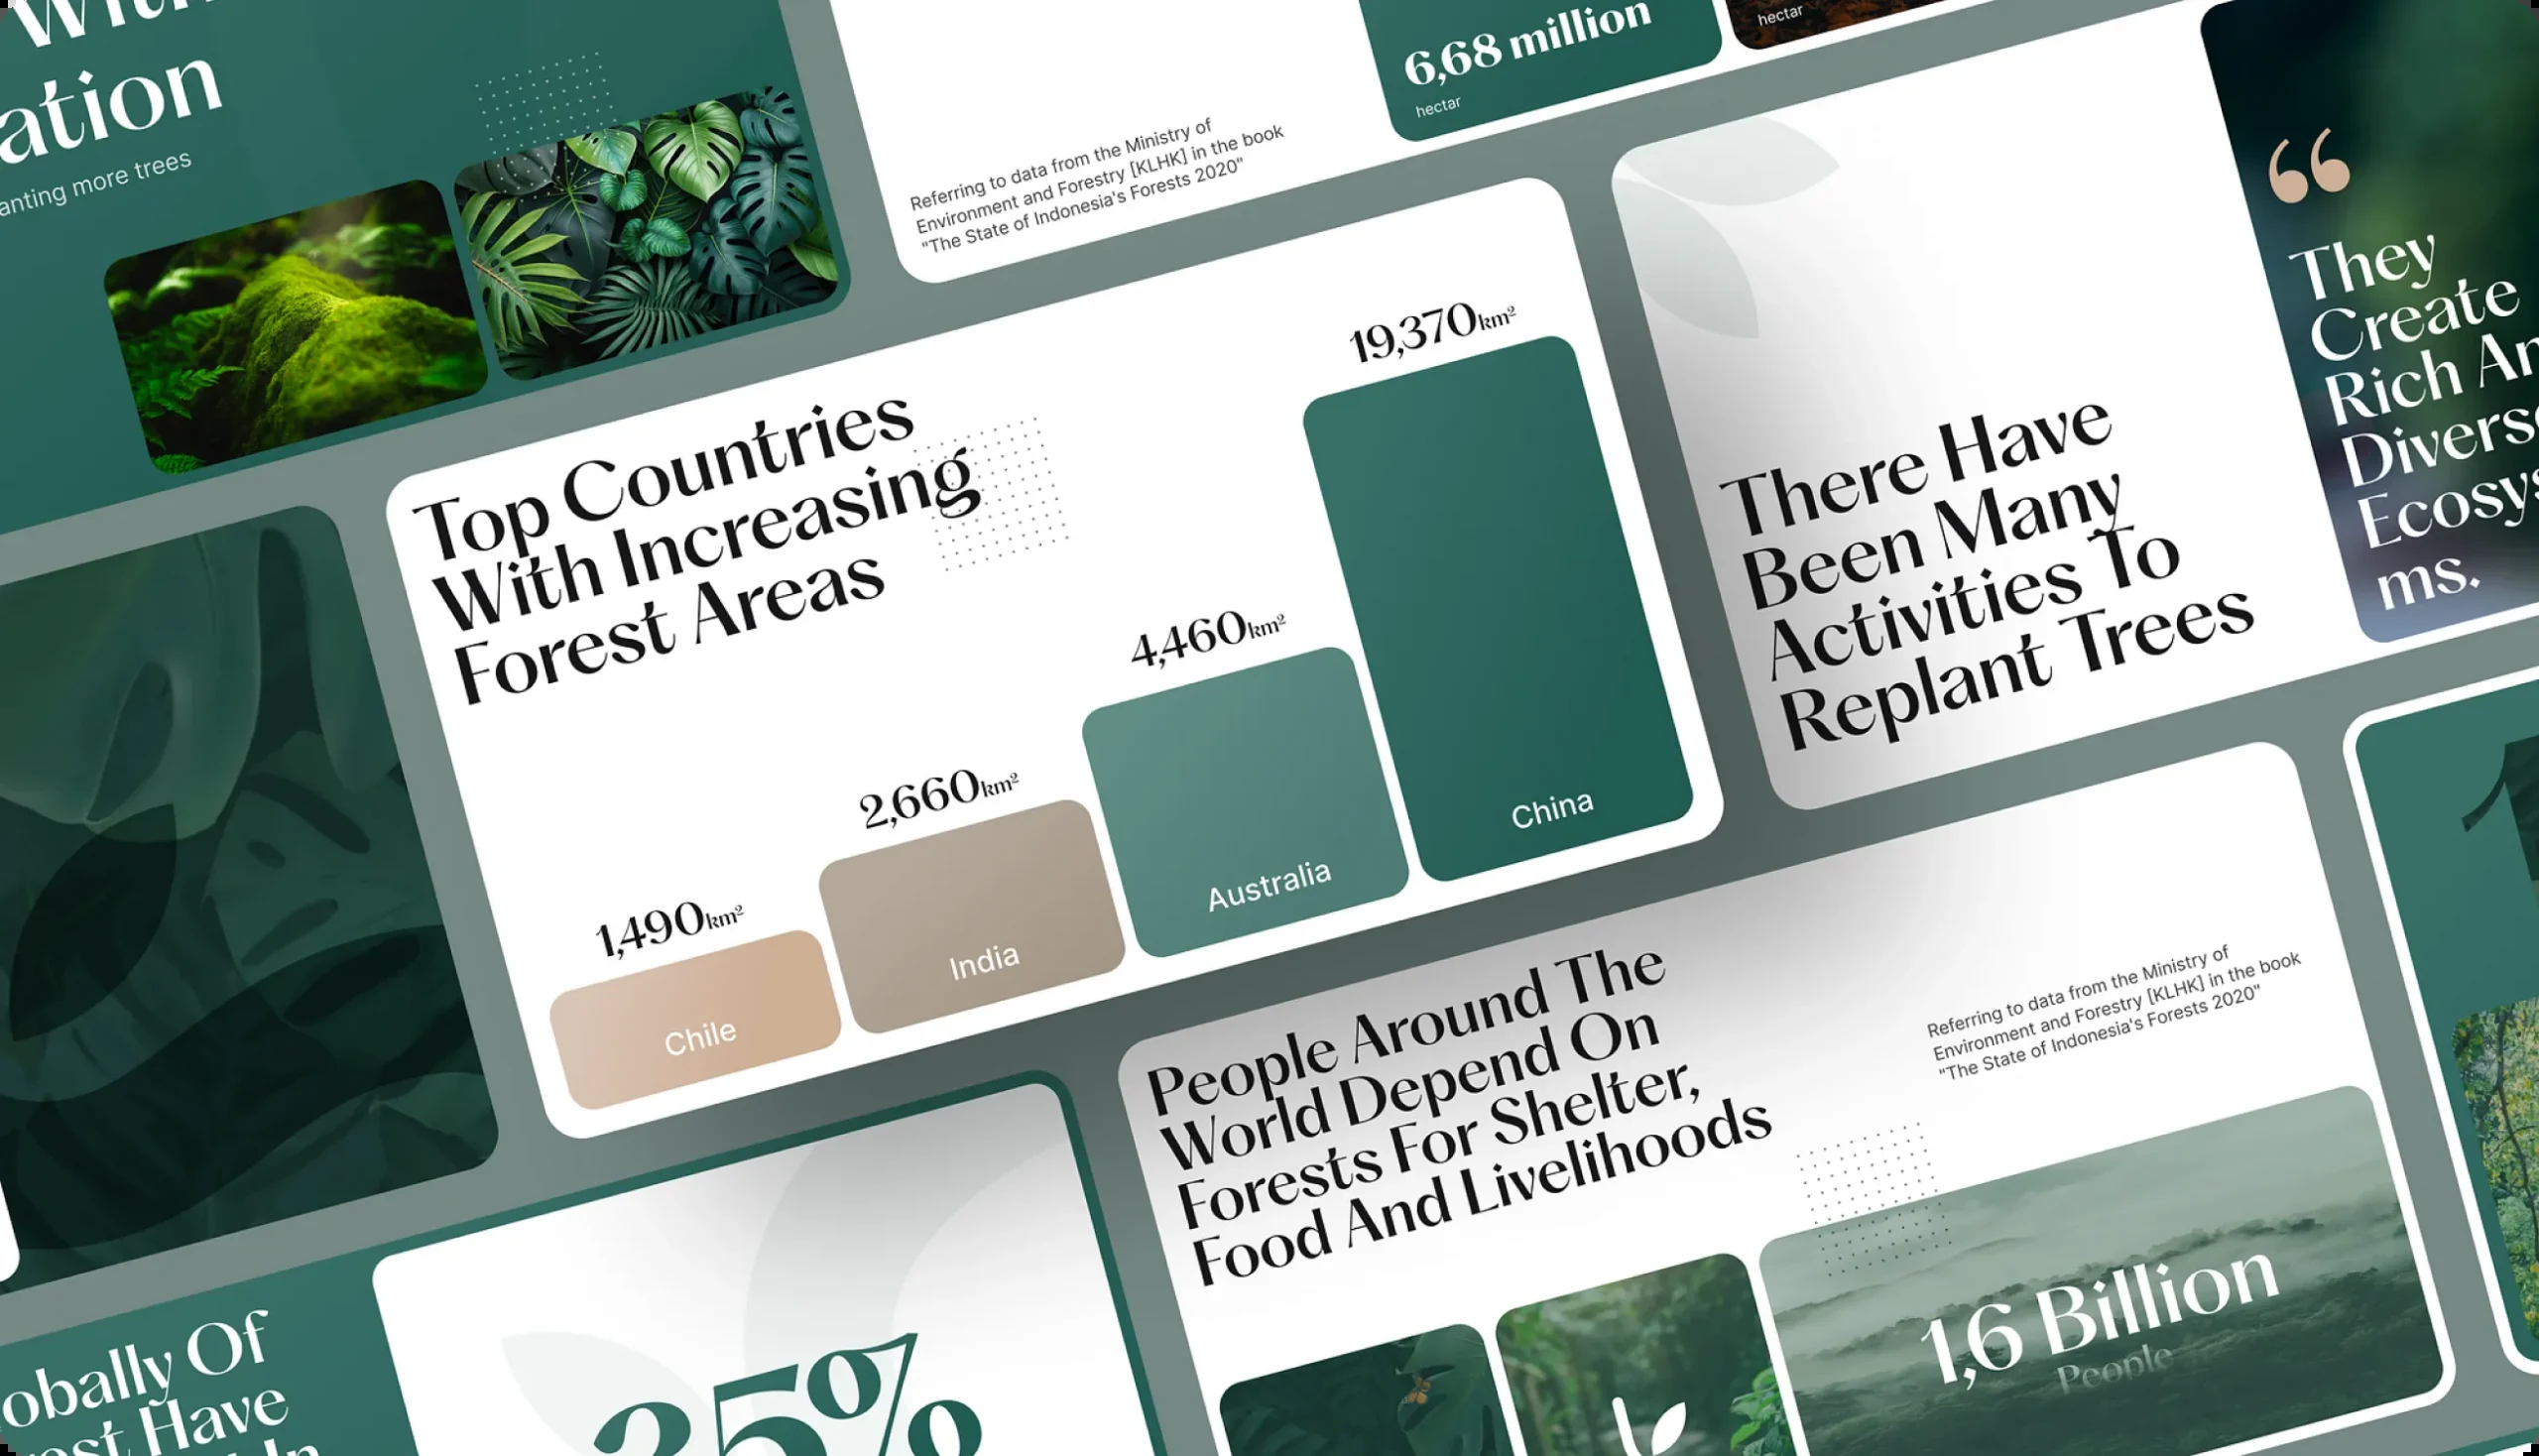 ation
anting more trees
Referring to data from the Ministry of
Environment and Forestry [KLHK] in the book
"The State of Indonesia's Forests 2020"
6,68 million
hectar
hectar
Top Countries
With Increasing
Forest Areas
1,490km²
Chile
2,660km²
India
4,460km²
Australia
19,370km²
China
There Have
Been Many
Activities To
Replant Trees
“
They
Create
Rich An
Divers
Ecosys
ms.
obally Of
est Have
35%
People Around The
World Depend On
Forests For Shelter,
Food And Livelihoods
Referring to data from the Ministry of
Environment and Forestry [KLHK] in the book
"The State of Indonesia's Forests 2020"
1,6 Billion
People